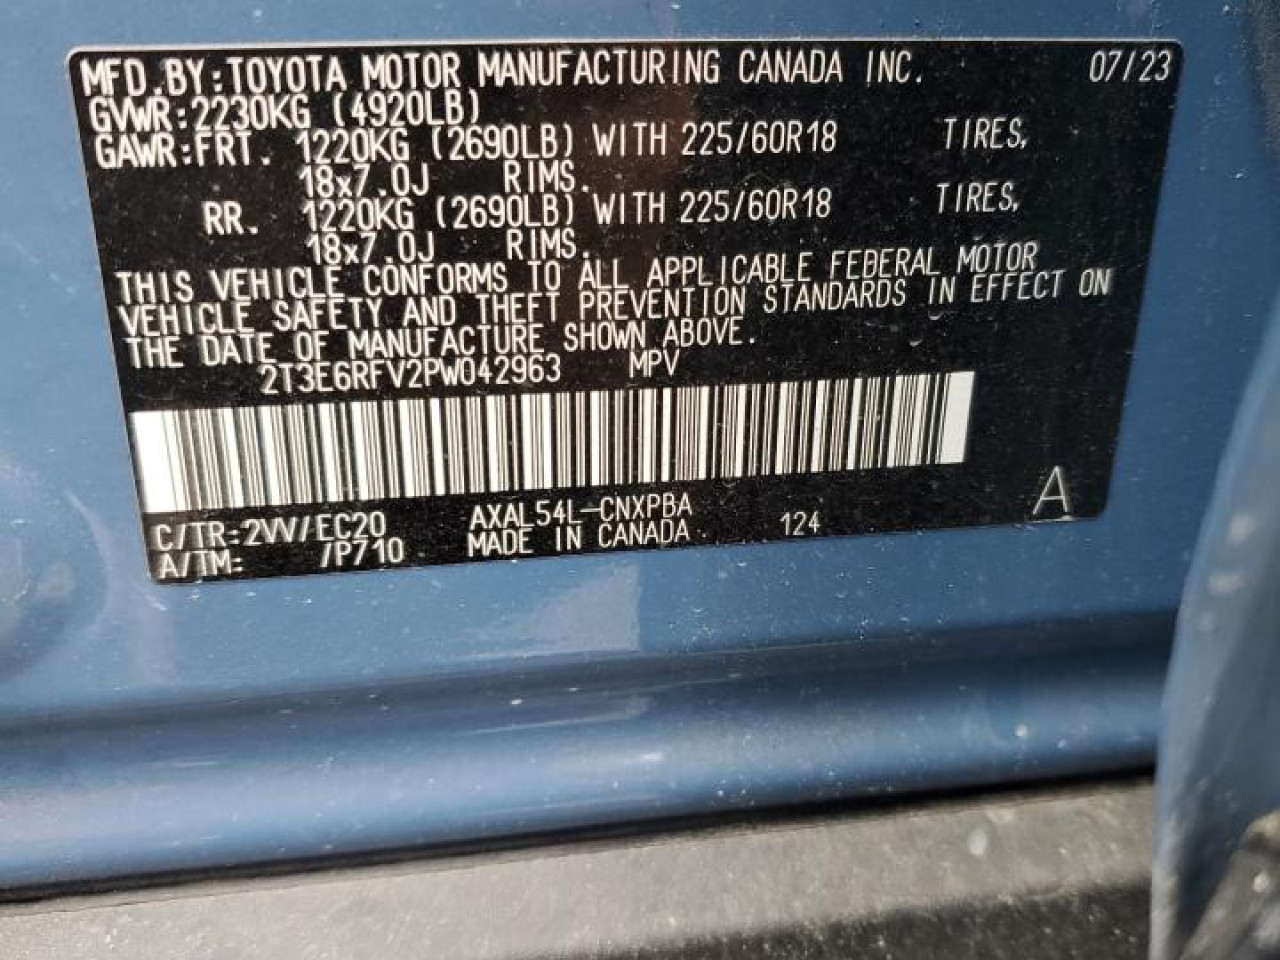 MFD.BY:TOYOTA MOTOR MANUFACTURING CANADA INC. 07/23
GVWR:2230KG (4920LB)
GAWR:FRT. 1220KG (2690LB) WITH 225/60R18 TIRES,
18x7.0J RIMS.
RR. 1220KG (2690LB) WITH 225/60R18 TIRES,
18x7.0J RIMS.
THIS VEHICLE CONFORMS TO ALL APPLICABLE FEDERAL MOTOR
VEHICLE SAFETY AND THEFT PREVENTION STANDARDS IN EFFECT ON
THE DATE OF MANUFACTURE SHOWN ABOVE.
2T3E6RFV2PW042963 MPV
C/TR:2VV/EC20 AXAL54L-CNXPBA 124 A
A/TM: /P710 MADE IN CANADA